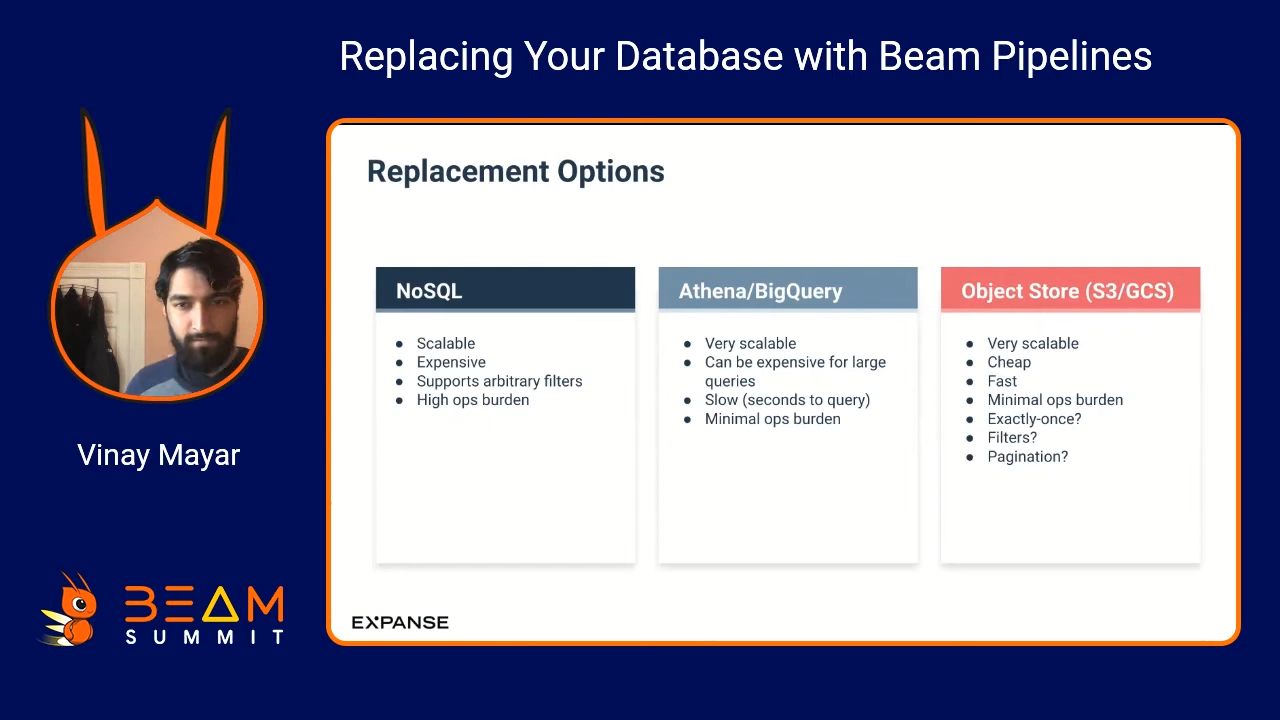 Replacing Your Database with Beam Pipelines
Replacement Options
NoSQL
Scalable
Expensive
Supports arbitrary filters
High ops burden
Athena/BigQuery
Very scalable
Can be expensive for large
queries
Slow (seconds to query)
Minimal ops burden
Object Store (S3/GCS)
Very scalable
Cheap
Fast
Minimal ops burden
Exactly-once?
Filters?
Pagination?
EXPANSE
Vinay Mayar
BEAM
SUMMIT